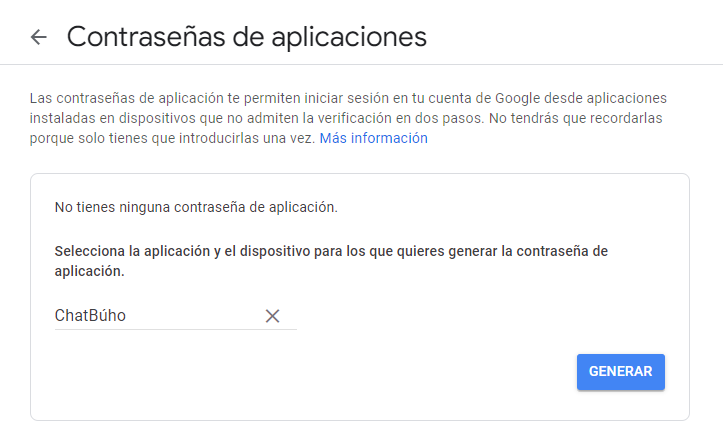 Contraseñas de aplicaciones
Las contraseñas de aplicación te permiten iniciar sesión en tu cuenta de Google desde aplicaciones
instaladas en dispositivos que no admiten la verificación en dos pasos. No tendrás que recordarlas
porque solo tienes que introducirlas una vez. Más información
No tienes ninguna contraseña de aplicación.
Selecciona la aplicación y el dispositivo para los que quieres generar la contraseña de
aplicación.
ChatBúho
GENERAR